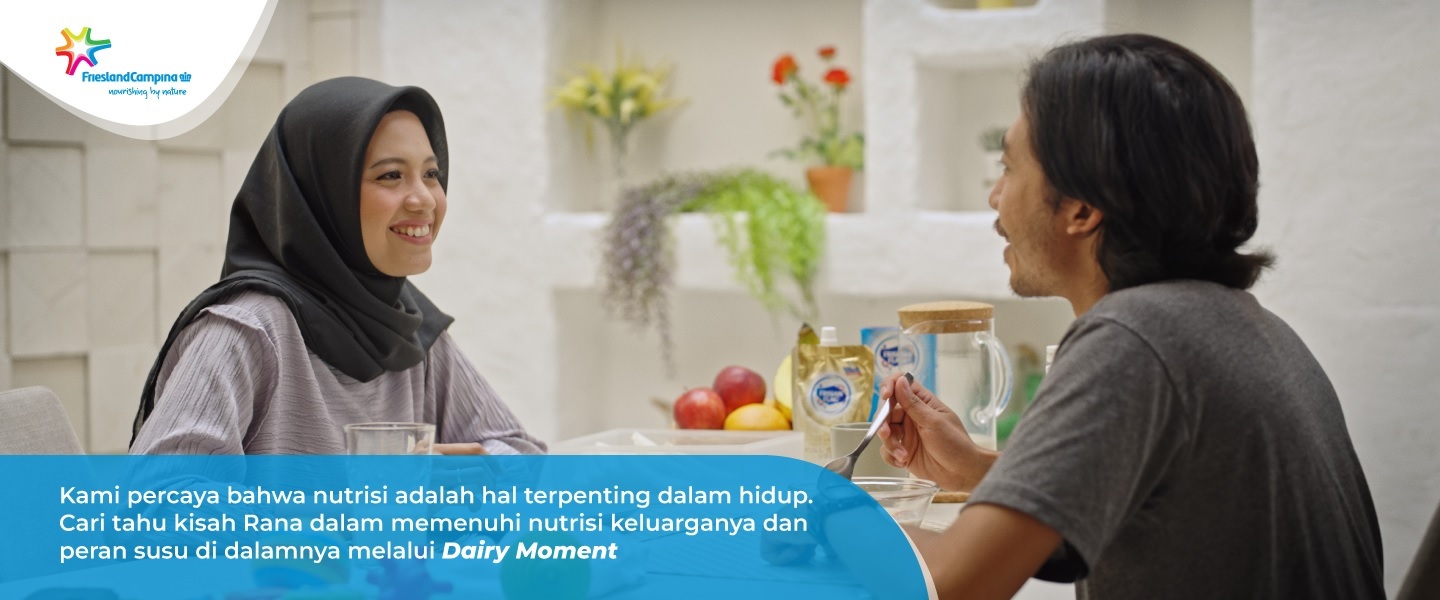 FrieslandCampina
nourishing by nature
Kami percaya bahwa nutrisi adalah hal terpenting dalam hidup.
Cari tahu kisah Rana dalam memenuhi nutrisi keluarganya dan
peran susu di dalamnya melalui Dairy Moment